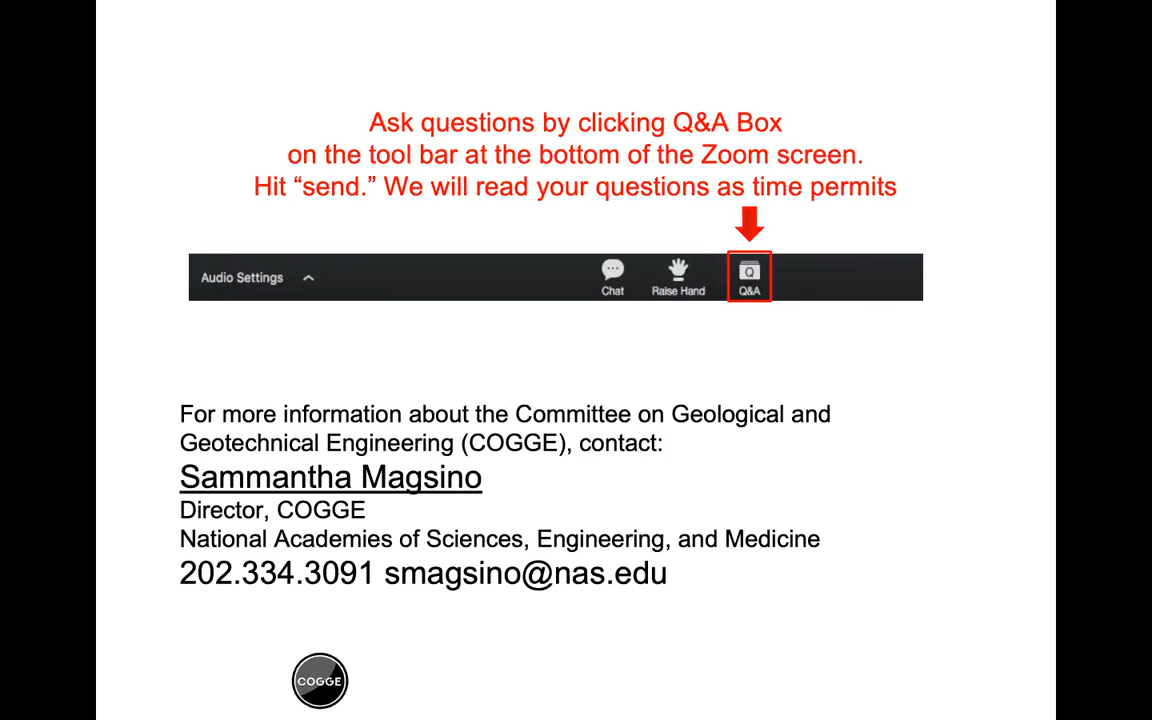 Ask questions by clicking Q&A Box
on the tool bar at the bottom of the Zoom screen.
Hit “send.” We will read your questions as time permits
Audio Settings
Chat
Raise Hand
Q
Q&A
For more information about the Committee on Geological and
Geotechnical Engineering (COGGE), contact:
Sammantha Magsino
Director, COGGE
National Academies of Sciences, Engineering, and Medicine
202.334.3091 smagsino@nas.edu
COGGE